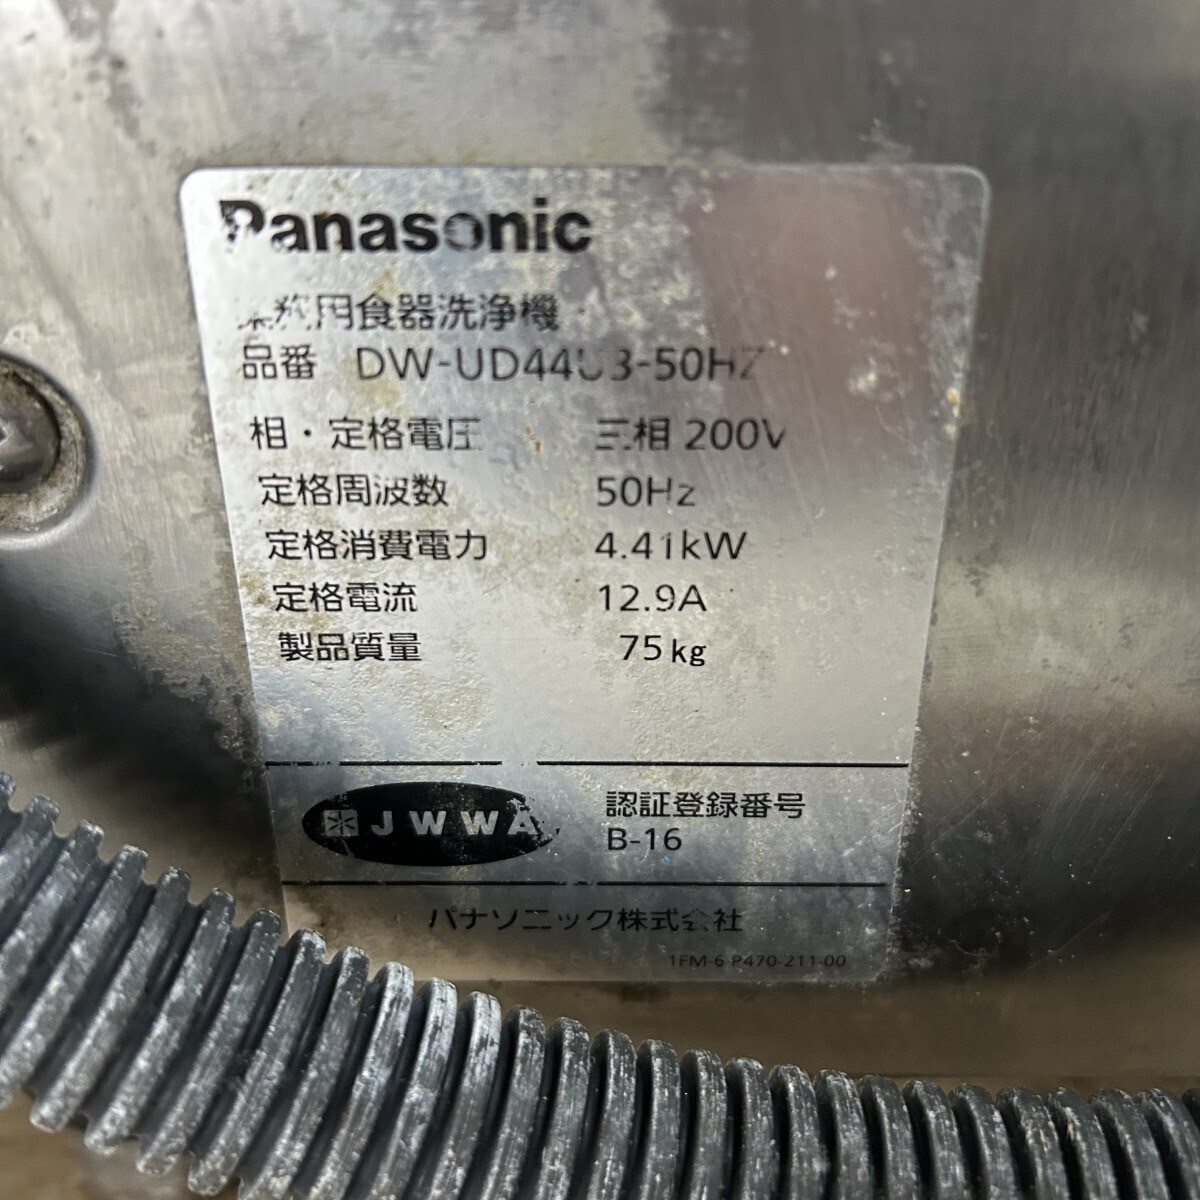 Panasonic
業務用食器洗浄機
品番 DW-UD44U3-50HZ
相・定格電圧 三相 200V
定格周波数 50Hz
定格消費電力 4.41kW
定格電流 12.9A
製品質量 75kg
JWWA
認証登録番号
B-16
パナソニック株式会社
1FM-6-P470-211-00